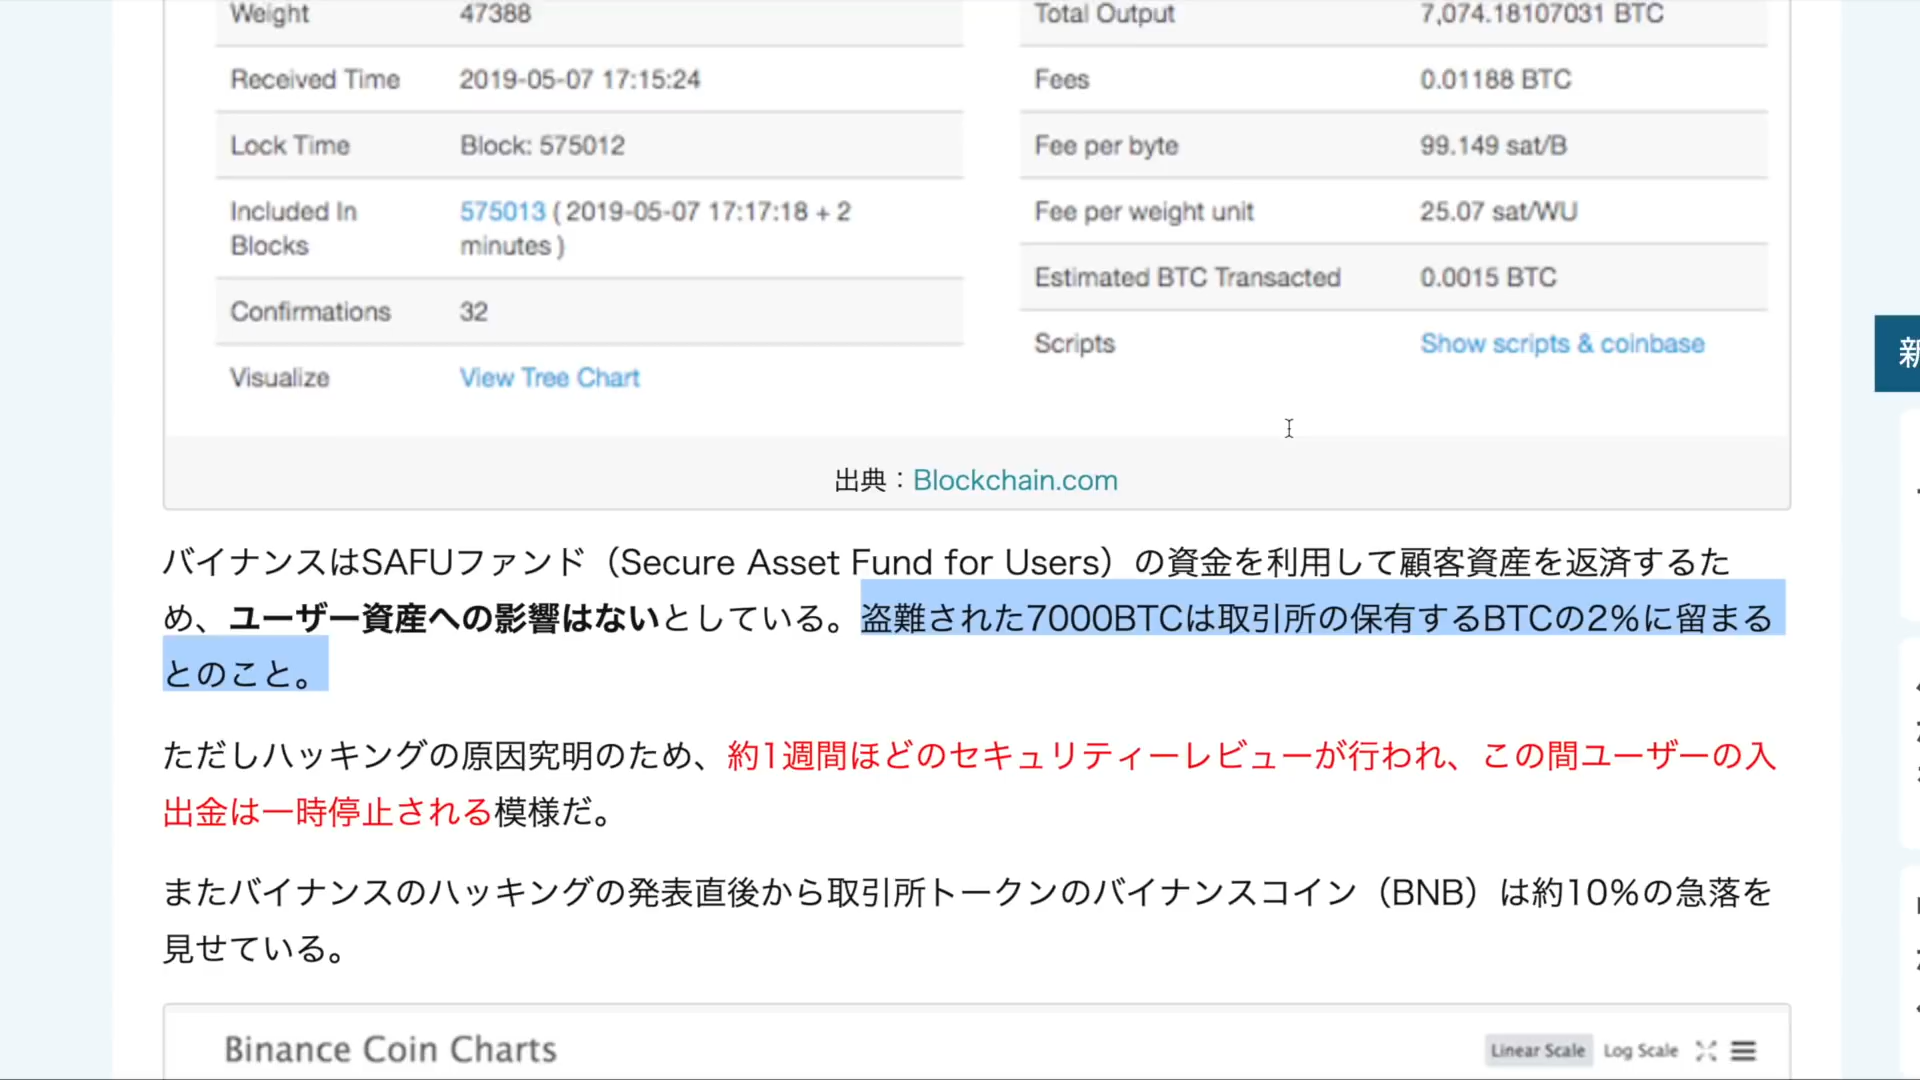 Weight 47388
Total Output 7,074.18107031 BTC
Received Time 2019-05-07 17:15:24
Fees 0.01188 BTC
Lock Time Block: 575012
Fee per byte 99.149 sat/B
Included In Blocks 575013 ( 2019-05-07 17:17:18 + 2 minutes )
Fee per weight unit 25.07 sat/WU
Estimated BTC Transacted 0.0015 BTC
Confirmations 32
Scripts Show scripts & coinbase
Visualize View Tree Chart
出典：Blockchain.com
バイナンスはSAFUファンド（Secure Asset Fund for Users）の資金を利用して顧客資産を返済するた
め、ユーザー資産への影響はないとしている。盗難された7000BTCは取引所の保有するBTCの2%に留まる
とのこと。
ただしハッキングの原因究明のため、約1週間ほどのセキュリティーレビューが行われ、この間ユーザーの入
出金は一時停止される模様だ。
またバイナンスのハッキングの発表直後から取引所トークンのバイナンスコイン（BNB）は約10%の急落を
見せている。
Binance Coin Charts
Linear Scale Log Scale
新